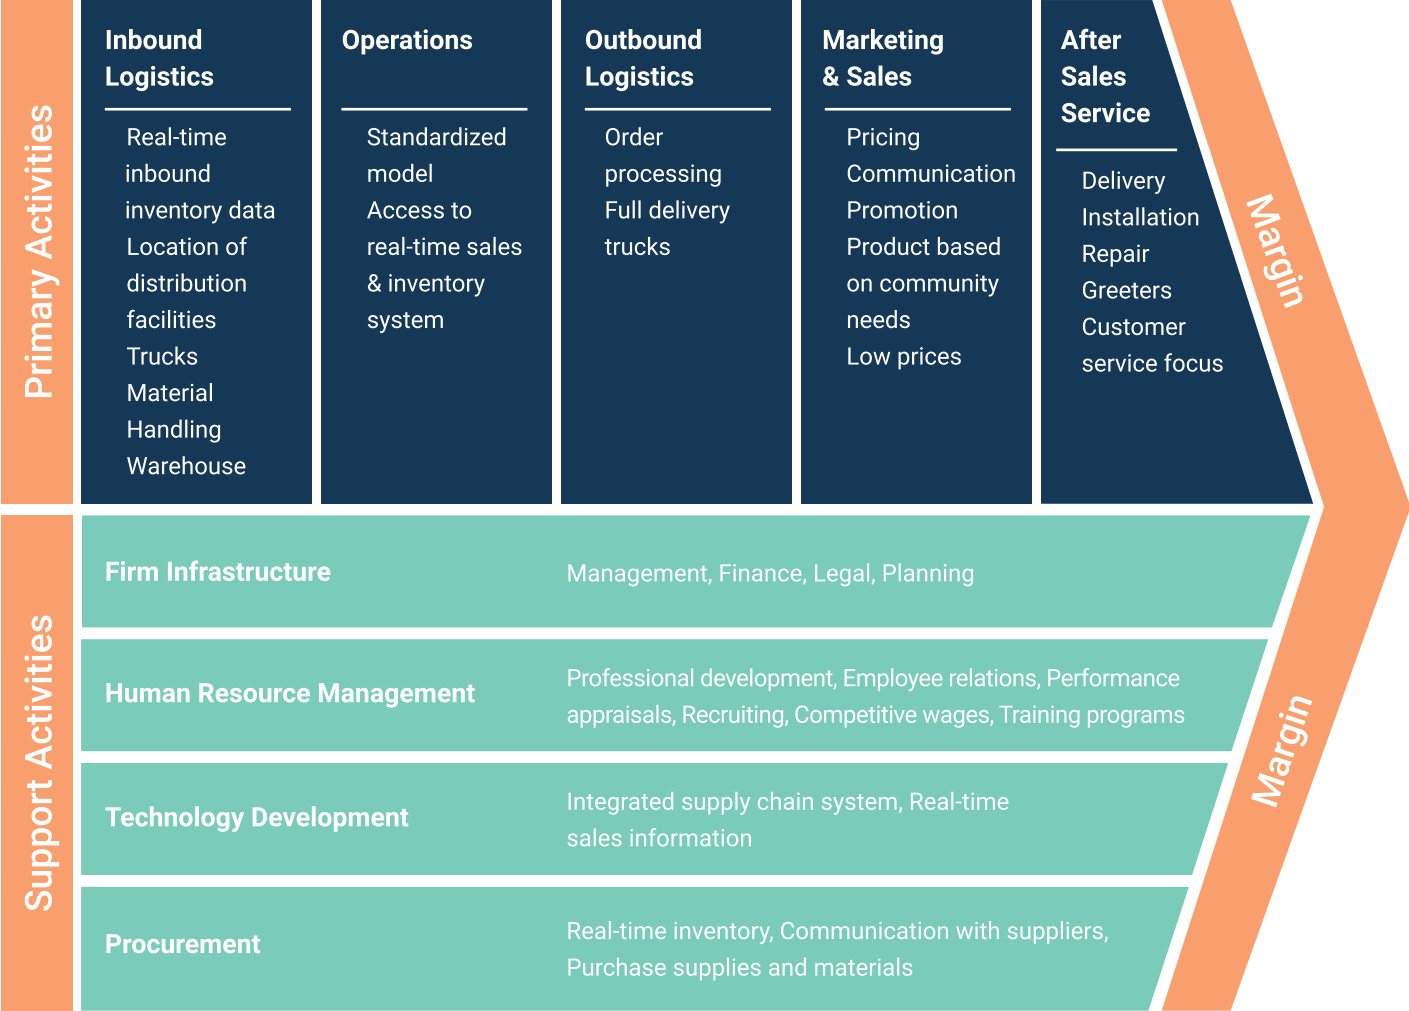 Primary Activities
Inbound
Logistics
Real-time
inbound
inventory data
Location of
distribution
facilities
Trucks
Material
Handling
Warehouse
Operations
Standardized
model
Access to
real-time sales
& inventory
system
Outbound
Logistics
Order
processing
Full delivery
trucks
Marketing
& Sales
Pricing
Communication
Promotion
Product based
on community
needs
Low prices
After
Sales
Service
Delivery
Installation
Repair
Greeters
Customer
service focus
Margin
Support Activities
Firm Infrastructure
Management, Finance, Legal, Planning
Human Resource Management
Professional development, Employee relations, Performance
appraisals, Recruiting, Competitive wages, Training programs
Technology Development
Integrated supply chain system, Real-time
sales information
Procurement
Real-time inventory, Communication with suppliers,
Purchase supplies and materials
Margin